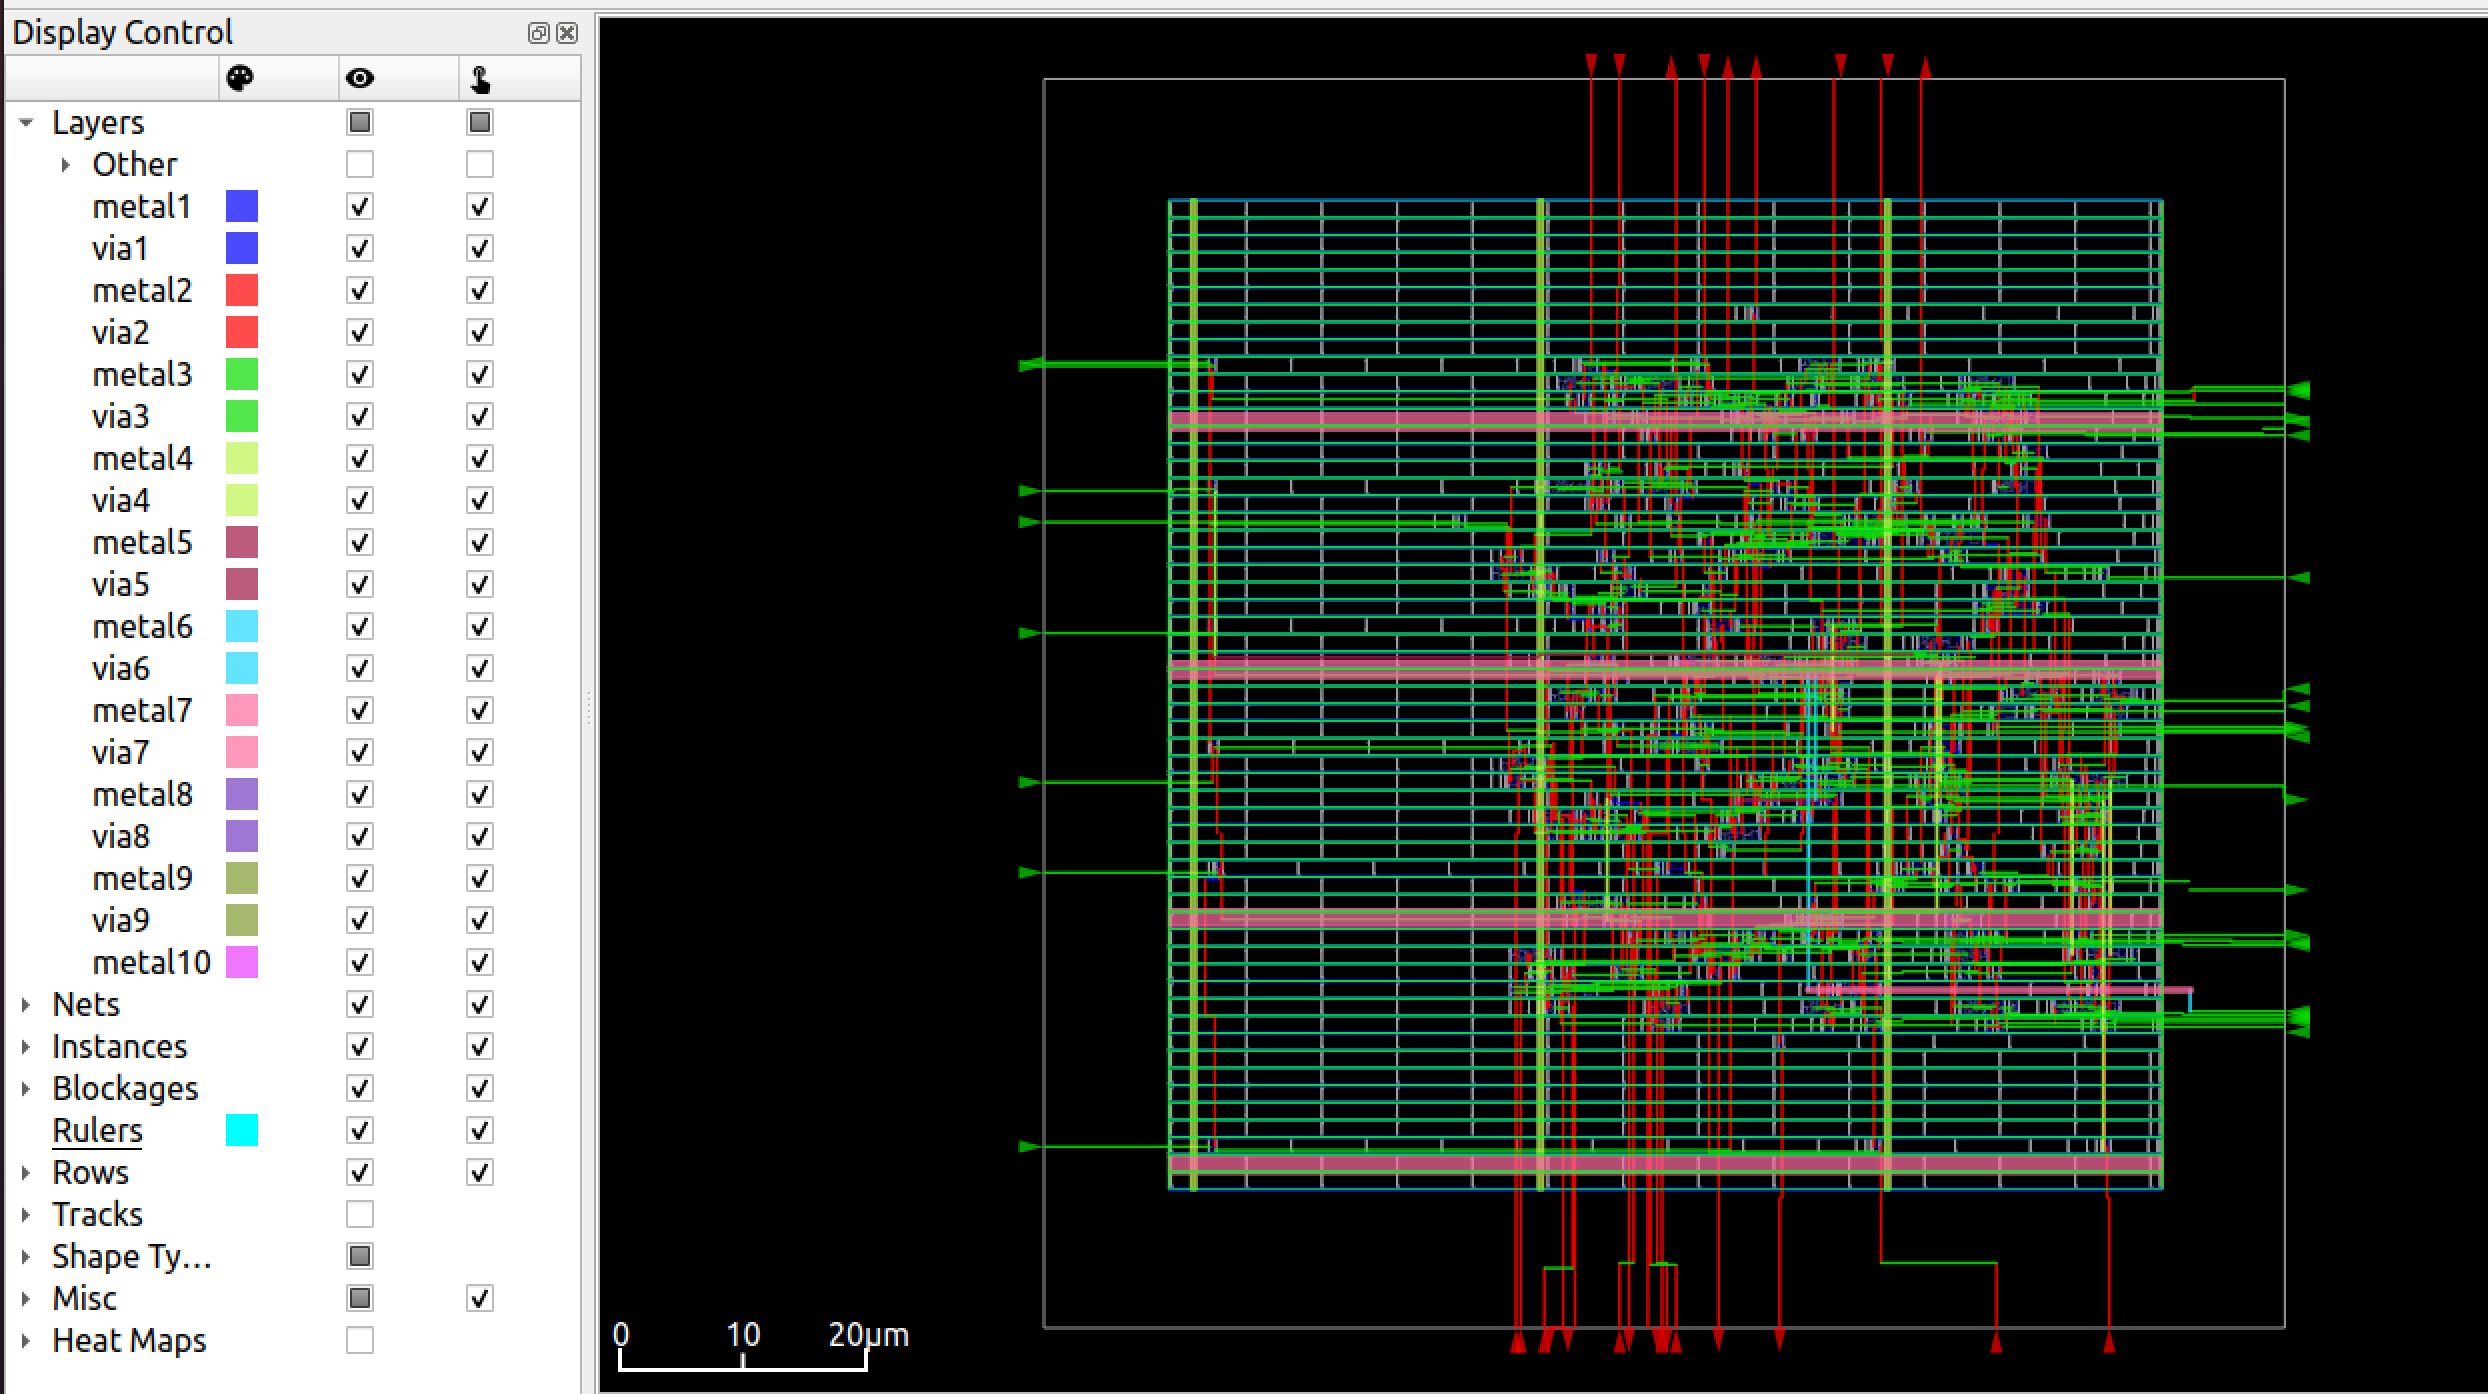 Display Control
Layers
Other
metal1
via1
metal2
via2
metal3
via3
metal4
via4
metal5
via5
metal6
via6
metal7
via7
metal8
via8
metal9
via9
metal10
Nets
Instances
Blockages
Rulers
Rows
Tracks
Shape Ty...
Misc
Heat Maps
0 10 20µm